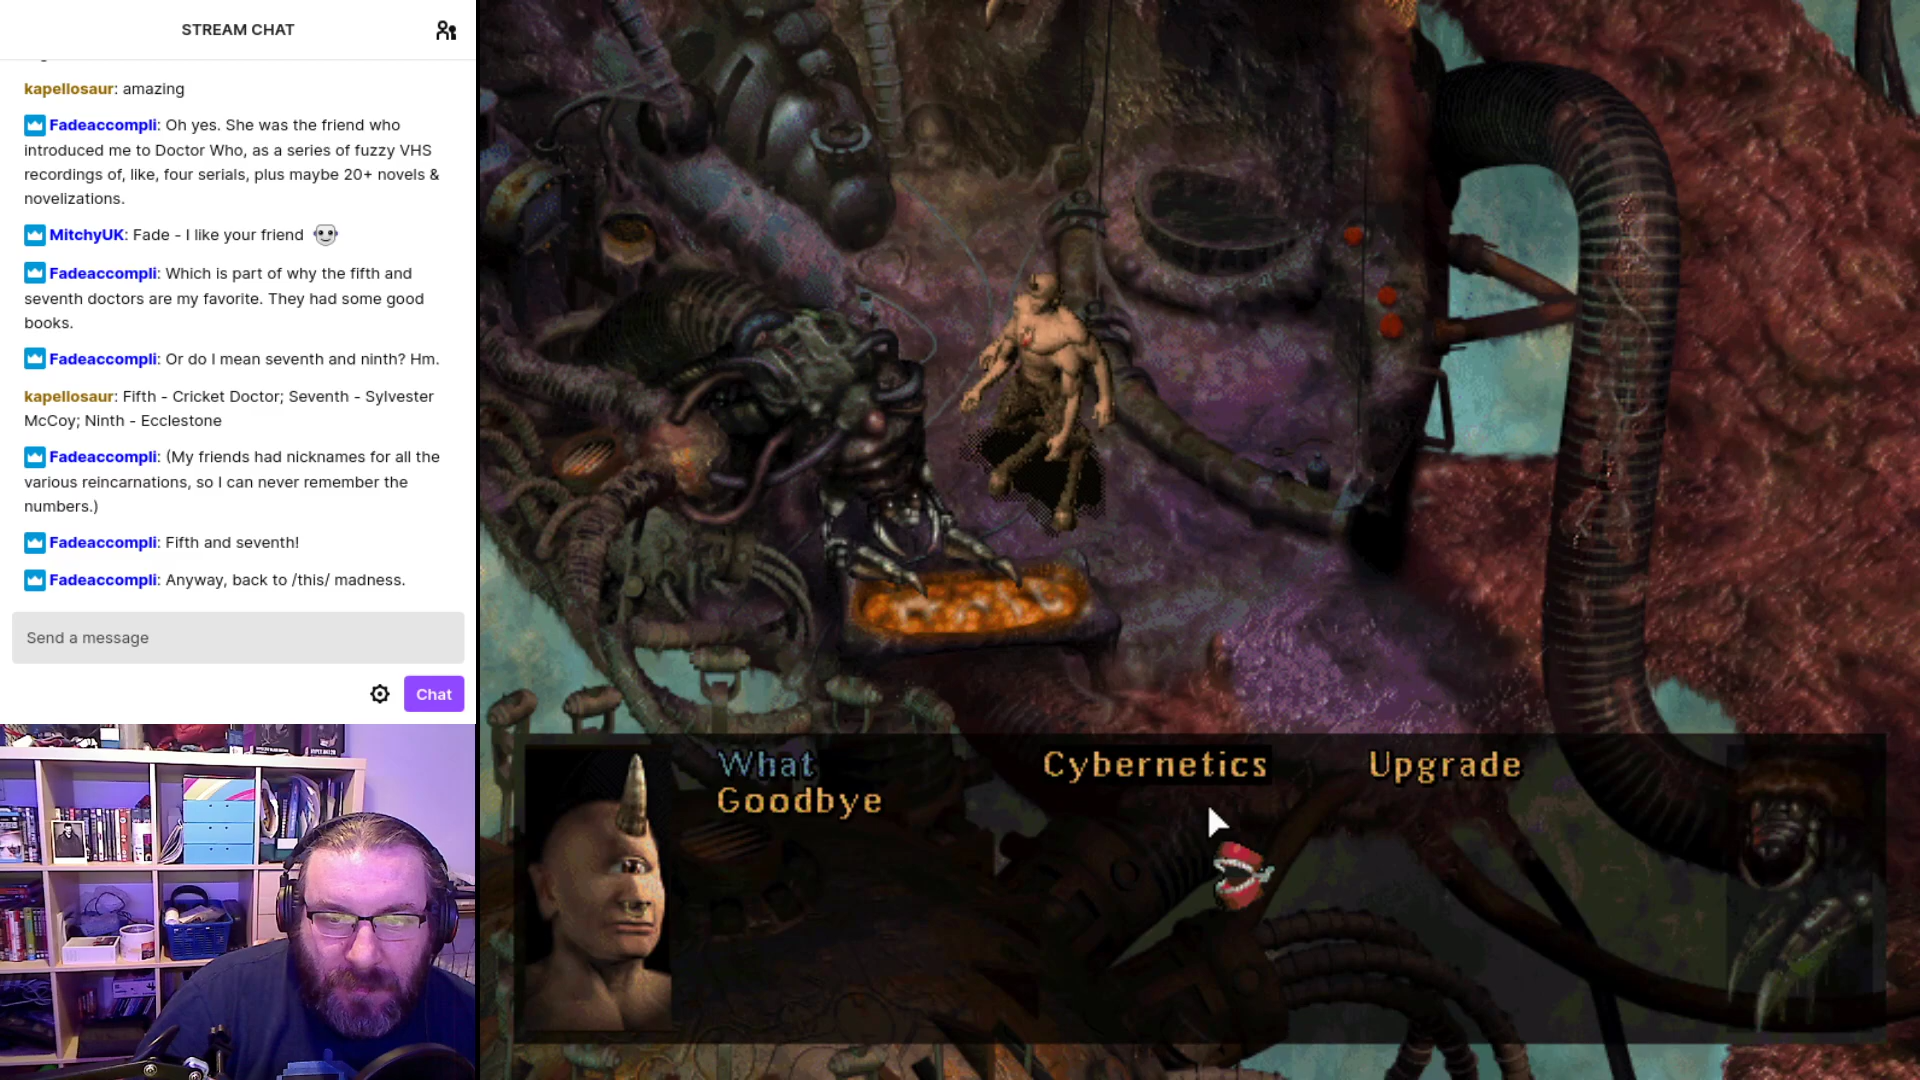 STREAM CHAT
kapellosaur: amazing
Fadeaccompli: Oh yes. She was the friend who
introduced me to Doctor Who, as a series of fuzzy VHS
recordings of, like, four serials, plus maybe 20+ novels &
novelizations.
MitchyUK: Fade - I like your friend
Fadeaccompli: Which is part of why the fifth and
seventh doctors are my favorite. They had some good
books.
Fadeaccompli: Or do I mean seventh and ninth? Hm.
kapellosaur: Fifth - Cricket Doctor; Seventh - Sylvester
McCoy; Ninth - Ecclestone
Fadeaccompli: (My friends had nicknames for all the
various reincarnations, so I can never remember the
numbers.)
Fadeaccompli: Fifth and seventh!
Fadeaccompli: Anyway, back to /this/ madness.
Send a message
Chat
What
Cybernetics
Upgrade
Goodbye